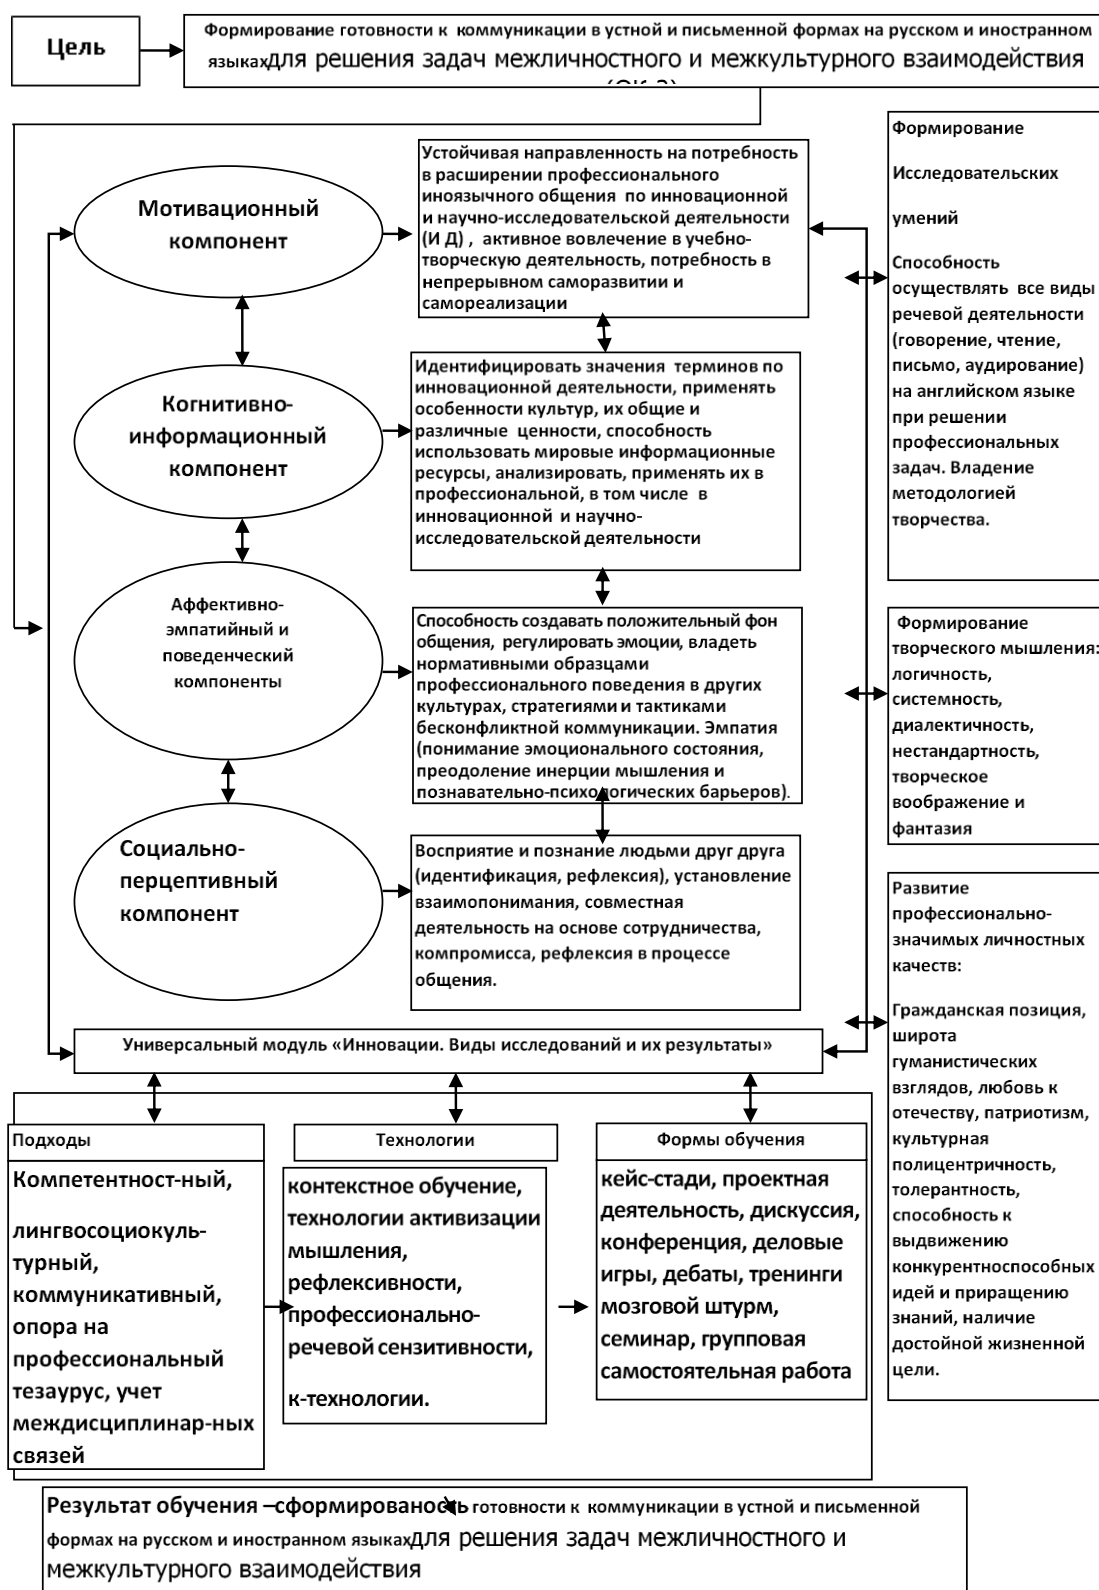 Цель
Формирование готовности к коммуникации в устной и письменной формах на русском и иностранном
языкахдля решения задач межличностного и межкультурного взаимодействия
Мотивационный
компонент
Устойчивая направленность на потребность
в расширении профессионального
иноязычного общения по инновационной
и научно-исследовательской деятельности
(И Д) , активное вовлечение в учебно-
творческую деятельность, потребность в
непрерывном саморазвитии и
самореализации
Когнитивно-
информационный
компонент
Идентифицировать значения терминов по
инновационной деятельности, применять
особенности культур, их общие и
различные ценности, способность
использовать мировые информационные
ресурсы, анализировать, применять их в
профессиональной, в том числе в
инновационной и научно-
исследовательской деятельности
Аффективно-
эмпатийный и
поведенческий
компоненты
Способность создавать положительный фон
общения, регулировать эмоции, владеть
нормативными образцами
профессионального поведения в других
культурах, стратегиями и тактиками
бесконфликтной коммуникации. Эмпатия
(понимание эмоционального состояния,
преодоление инерции мышления и
познавательно-психологических барьеров).
Социально-
перцептивный
компонент
Восприятие и познание людьми друг друга
(идентификация, рефлексия), установление
взаимопонимания, совместная
деятельность на основе сотрудничества,
компромисса, рефлексия в процессе
общения.
Формирование
Исследовательских
умений
Способность
осуществлять все виды
речевой деятельности
(говорение, чтение,
письмо, аудирование)
на английском языке
при решении
профессиональных
задач. Владение
методологией
творчества.
Формирование
творческого мышления:
логичность,
системность,
диалектичность,
нестандартность,
творческое
воображение и
фантазия
Развитие
профессионально-
значимых личностных
качеств:
Гражданская позиция,
широта
гуманистических
взглядов, любовь к
отечеству, патриотизм,
культурная
полицентричность,
толерантность,
способность к
выдвижению
конкурентноспособных
идей и приращению
знаний, наличие
достойной жизненной
цели.
Универсальный модуль «Инновации. Виды исследований и их результаты»
Подходы
Компетентност-ный,
лингвосоциокуль-
турный,
коммуникативный,
опора на
профессиональный
тезаурус, учет
междисциплинар-ных
связей
Технологии
контекстное обучение,
технологии активизации
мышления,
рефлексивности,
профессионально-
речевой сензитивности,
к-технологии.
Формы обучения
кейс-стади, проектная
деятельность, дискуссия,
конференция, деловые
игры, дебаты, тренинги
мозговой штурм,
семинар, групповая
самостоятельная работа
Результат обучения –сформированость готовности к коммуникации в устной и письменной
формах на русском и иностранном языкахдля решения задач межличностного и
межкультурного взаимодействия